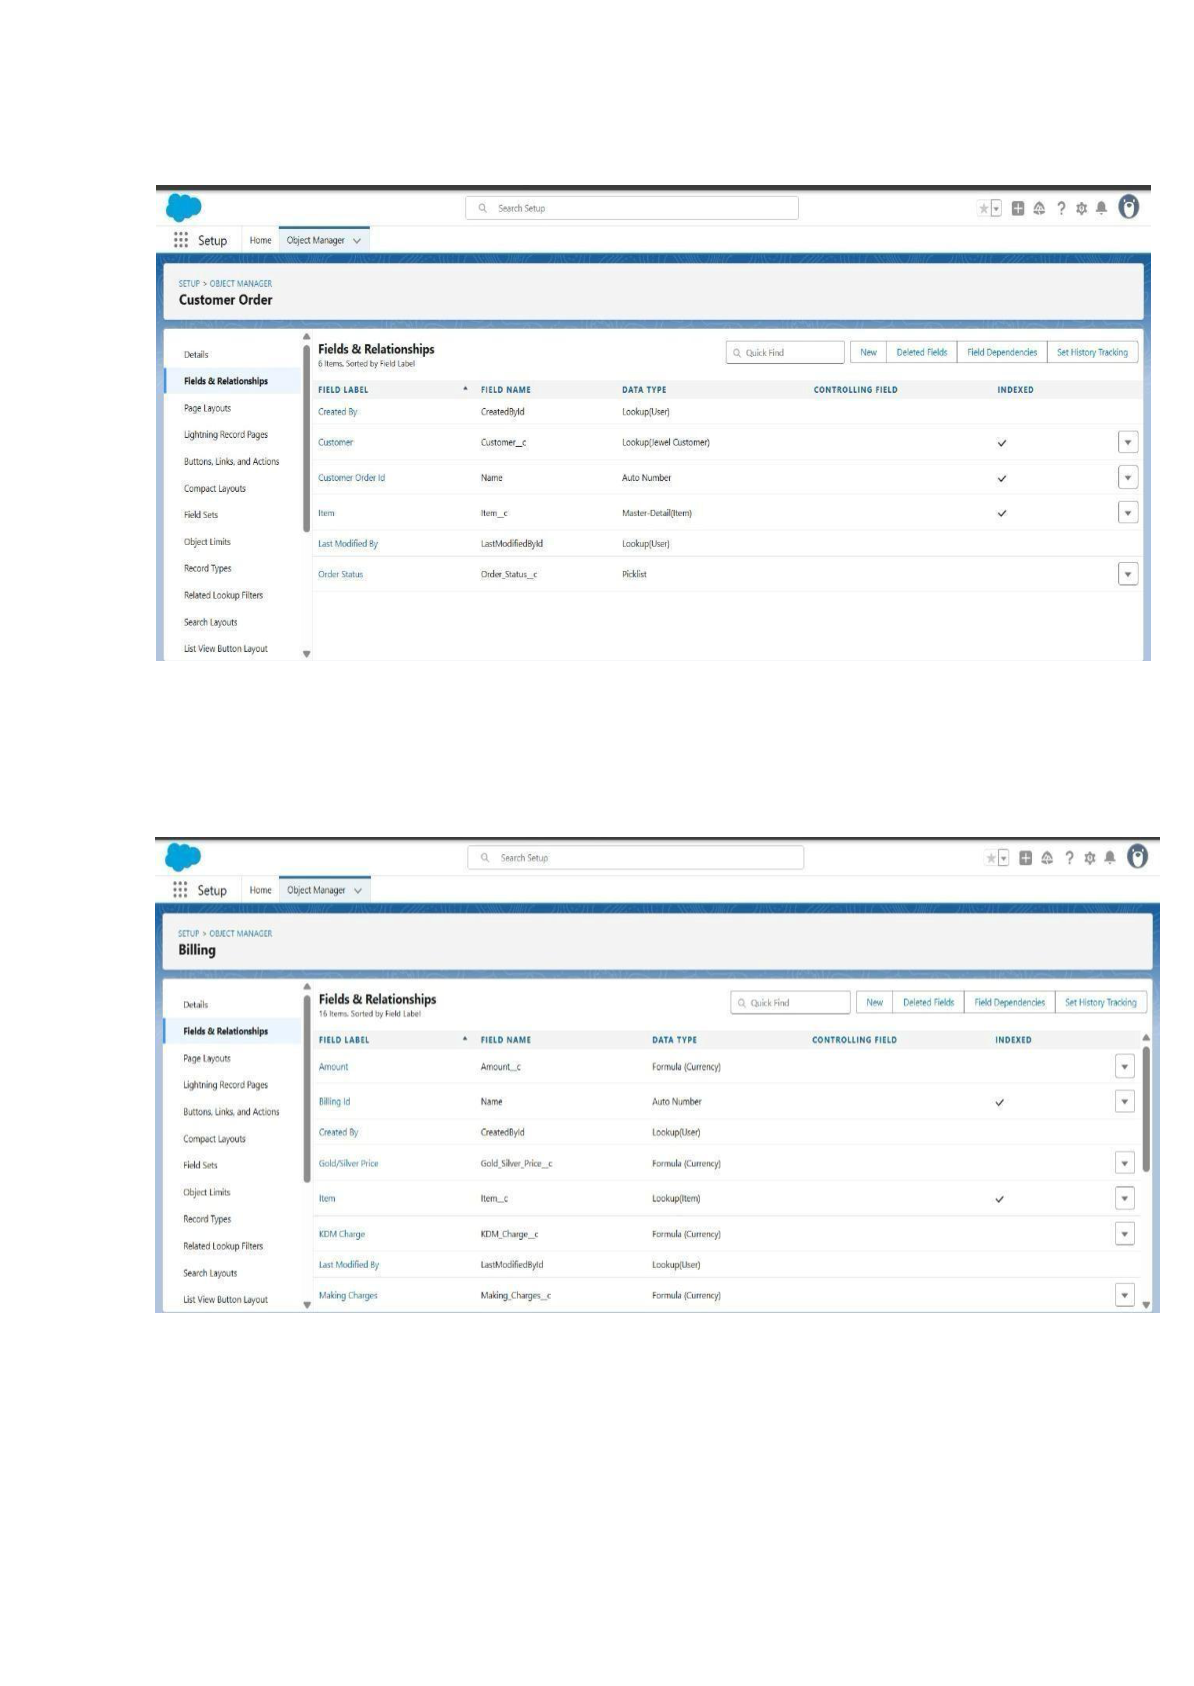 Search Setup
Setup Home Object Manager
SETUP > OBJECT MANAGER
Customer Order
Details
Fields & Relationships
Page Layouts
Lightning Record Pages
Buttons, Links, and Actions
Compact Layouts
Field Sets
Object Limits
Record Types
Related Lookup Filters
Search Layouts
List View Button Layout
Fields & Relationships
6 Items, Sorted by Field Label
Quick Find New Deleted Fields Field Dependencies Set History Tracking
FIELD LABEL FIELD NAME DATA TYPE CONTROLLING FIELD INDEXED
Created By CreatedById Lookup(User)
Customer Customer__c Lookup(Jewel Customer)
Customer Order Id Name Auto Number
Item Item__c Master-Detail(Item)
Last Modified By LastModifiedById Lookup(User)
Order Status Order_Status__c Picklist
Search Setup
Setup Home Object Manager
SETUP > OBJECT MANAGER
Billing
Details
Fields & Relationships
Page Layouts
Lightning Record Pages
Buttons, Links, and Actions
Compact Layouts
Field Sets
Object Limits
Record Types
Related Lookup Filters
Search Layouts
List View Button Layout
Fields & Relationships
16 Items, Sorted by Field Label
Quick Find New Deleted Fields Field Dependencies Set History Tracking
FIELD LABEL FIELD NAME DATA TYPE CONTROLLING FIELD INDEXED
Amount Amount__c Formula (Currency)
Billing Id Name Auto Number
Created By CreatedById Lookup(User)
Gold/Silver Price Gold_Silver_Price__c Formula (Currency)
Item Item__c Lookup(Item)
KDM Charge KDM_Charge__c Formula (Currency)
Last Modified By LastModifiedById Lookup(User)
Making Charges Making_Charges__c Formula (Currency)